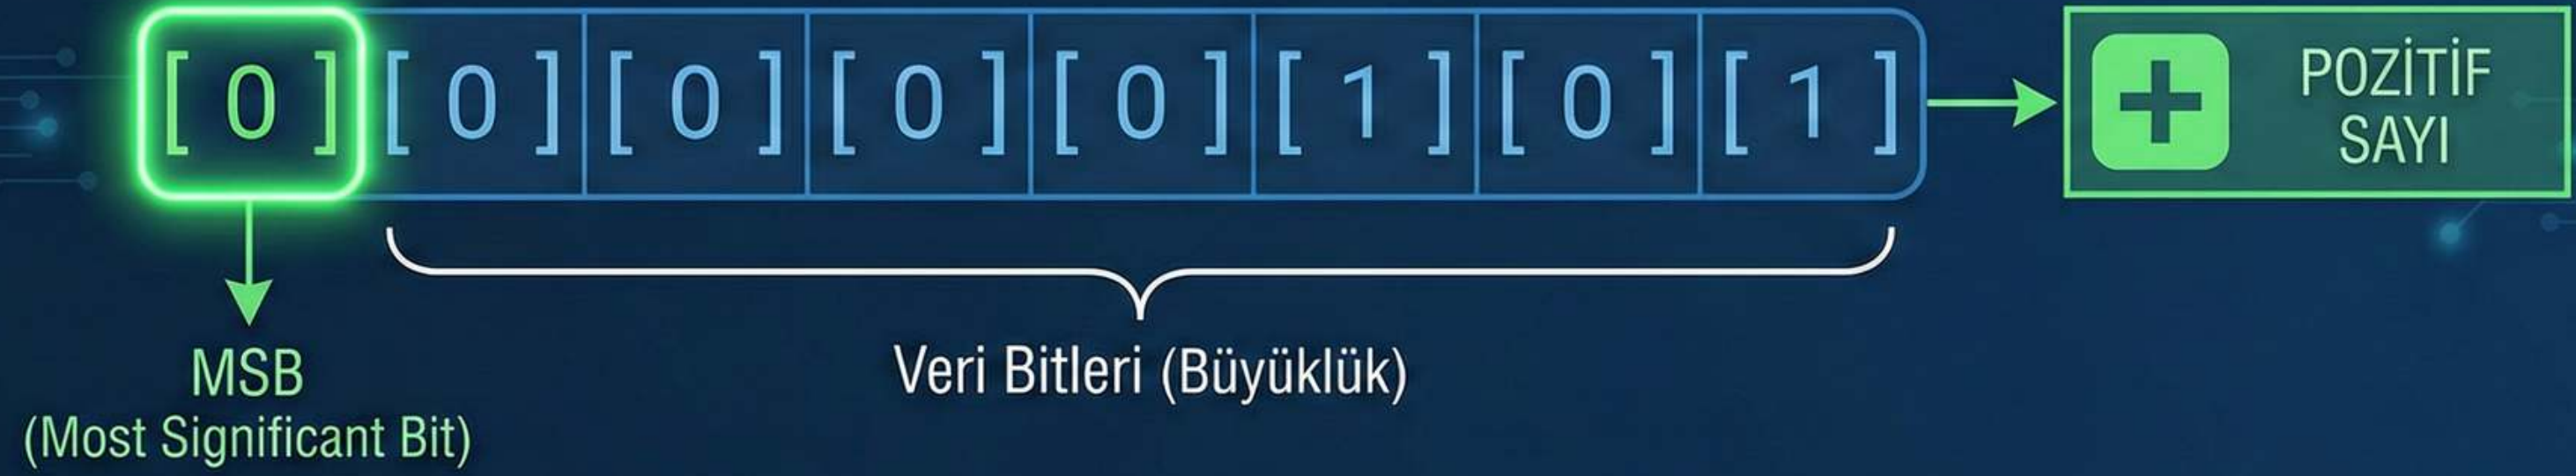 [ 0 ] [ 0 ] [ 0 ] [ 0 ] [ 0 ] [ 1 ] [ 0 ] [ 1 ]
POZİTİF
SAYI
MSB
(Most Significant Bit)
Veri Bitleri (Büyüklük)